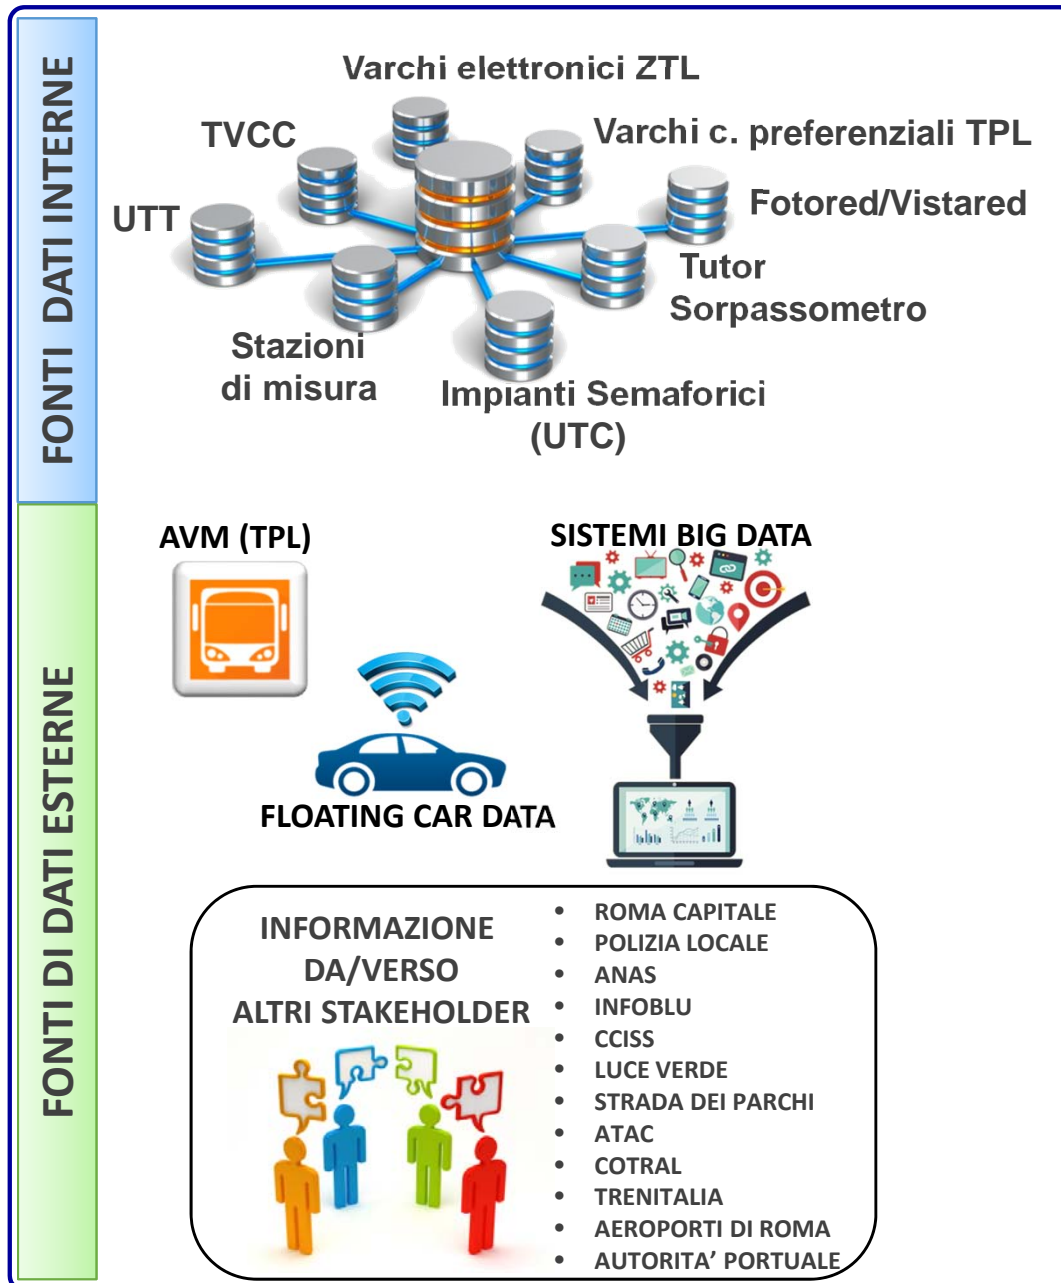 FONTI DATI INTERNE
Varchi elettronici ZTL
TVCC
Varchi c. preferenziali TPL
UTT
Fotored/Vistared
Tutor
Sorpassometro
Stazioni
di misura
Impianti Semaforici
(UTC)
FONTI DI DATI ESTERNE
AVM (TPL)
SISTEMI BIG DATA
FLOATING CAR DATA
INFORMAZIONE
DA/VERSO
ALTRI STAKEHOLDER
• ROMA CAPITALE
• POLIZIA LOCALE
• ANAS
• INFOBLU
• CCISS
• LUCE VERDE
• STRADA DEI PARCHI
• ATAC
• COTRAL
• TRENITALIA
• AEROPORTI DI ROMA
• AUTORITA’ PORTUALE